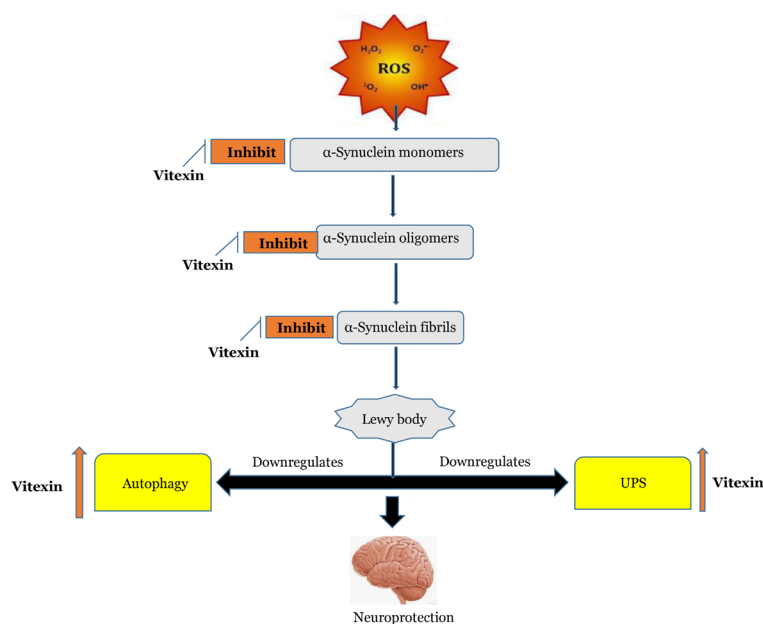 H₂O₂ O₂•⁻
ROS
¹O₂ OH•
Inhibit α-Synuclein monomers
Vitexin
Inhibit α-Synuclein oligomers
Vitexin
Inhibit α-Synuclein fibrils
Vitexin
Lewy body
Downregulates Downregulates
Vitexin Autophagy UPS Vitexin
Neuroprotection